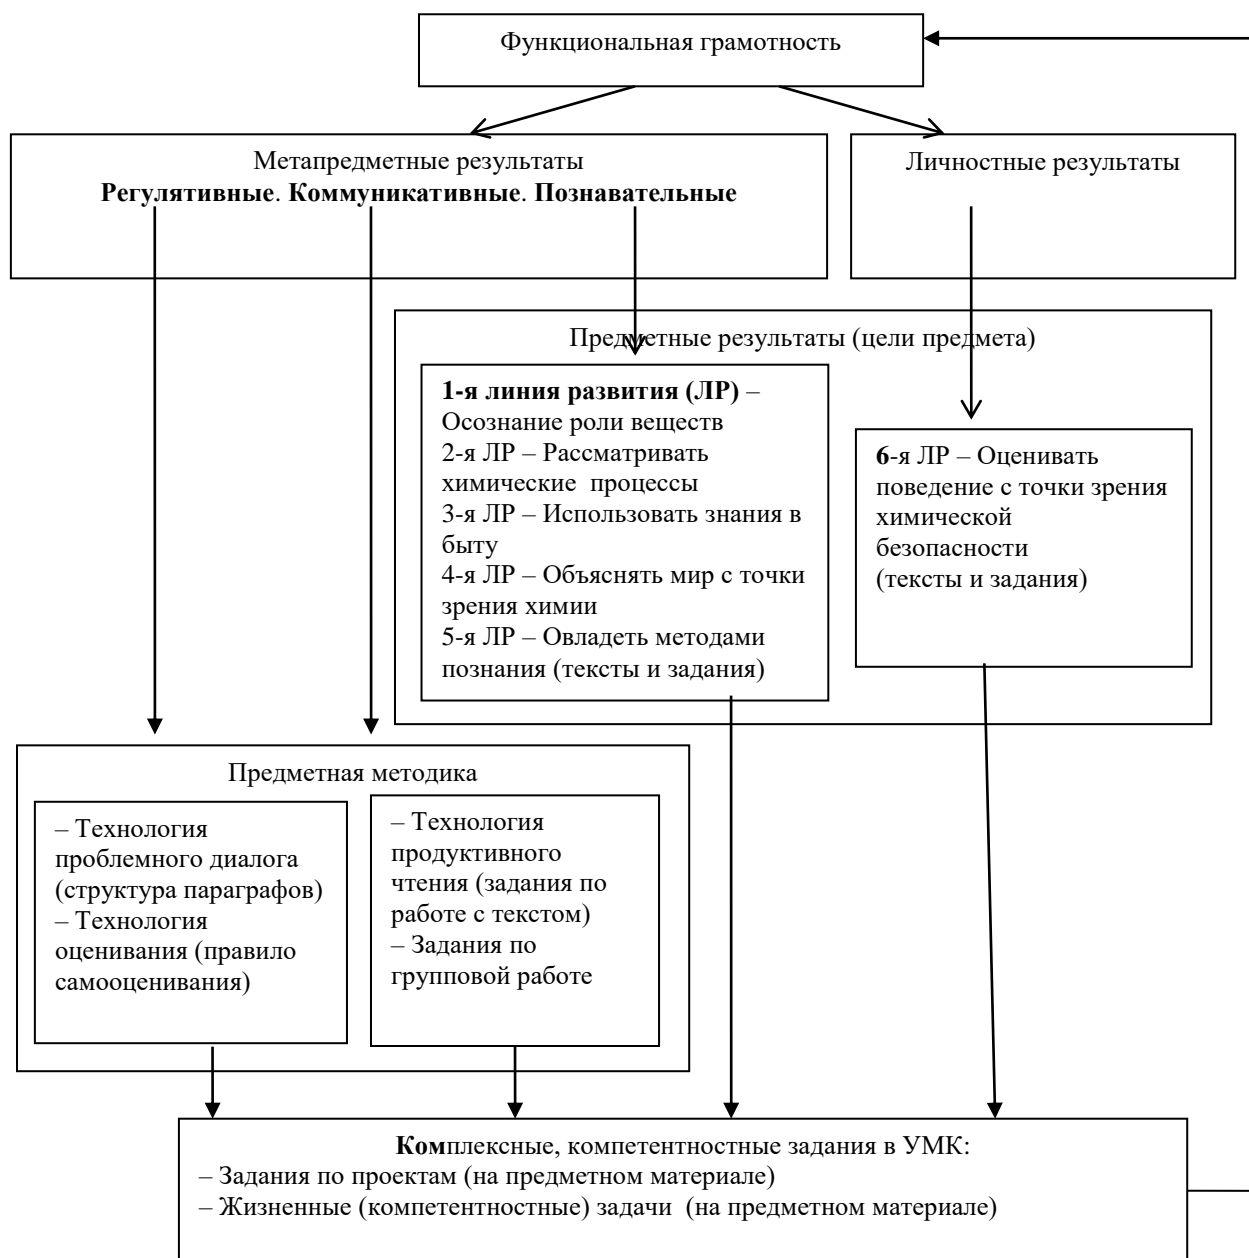 Функциональная грамотность
Метапредметные результаты
Регулятивные. Коммуникативные. Познавательные
Личностные результаты
Предметные результаты (цели предмета)
1-я линия развития (ЛР) –
Осознание роли веществ
2-я ЛР – Рассматривать
химические  процессы
3-я ЛР – Использовать знания в
быту
4-я ЛР – Объяснять мир с точки
зрения химии
5-я ЛР – Овладеть методами
познания (тексты и задания)
6-я ЛР – Оценивать
поведение с точки зрения
химической
безопасности
(тексты и задания)
Предметная методика
– Технология
проблемного диалога
(структура параграфов)
– Технология
оценивания (правило
самооценивания)
– Технология
продуктивного
чтения (задания по
работе с текстом)
– Задания по
групповой работе
Комплексные, компетентностные задания в УМК:
– Задания по проектам (на предметном материале)
– Жизненные (компетентностные) задачи  (на предметном материале)